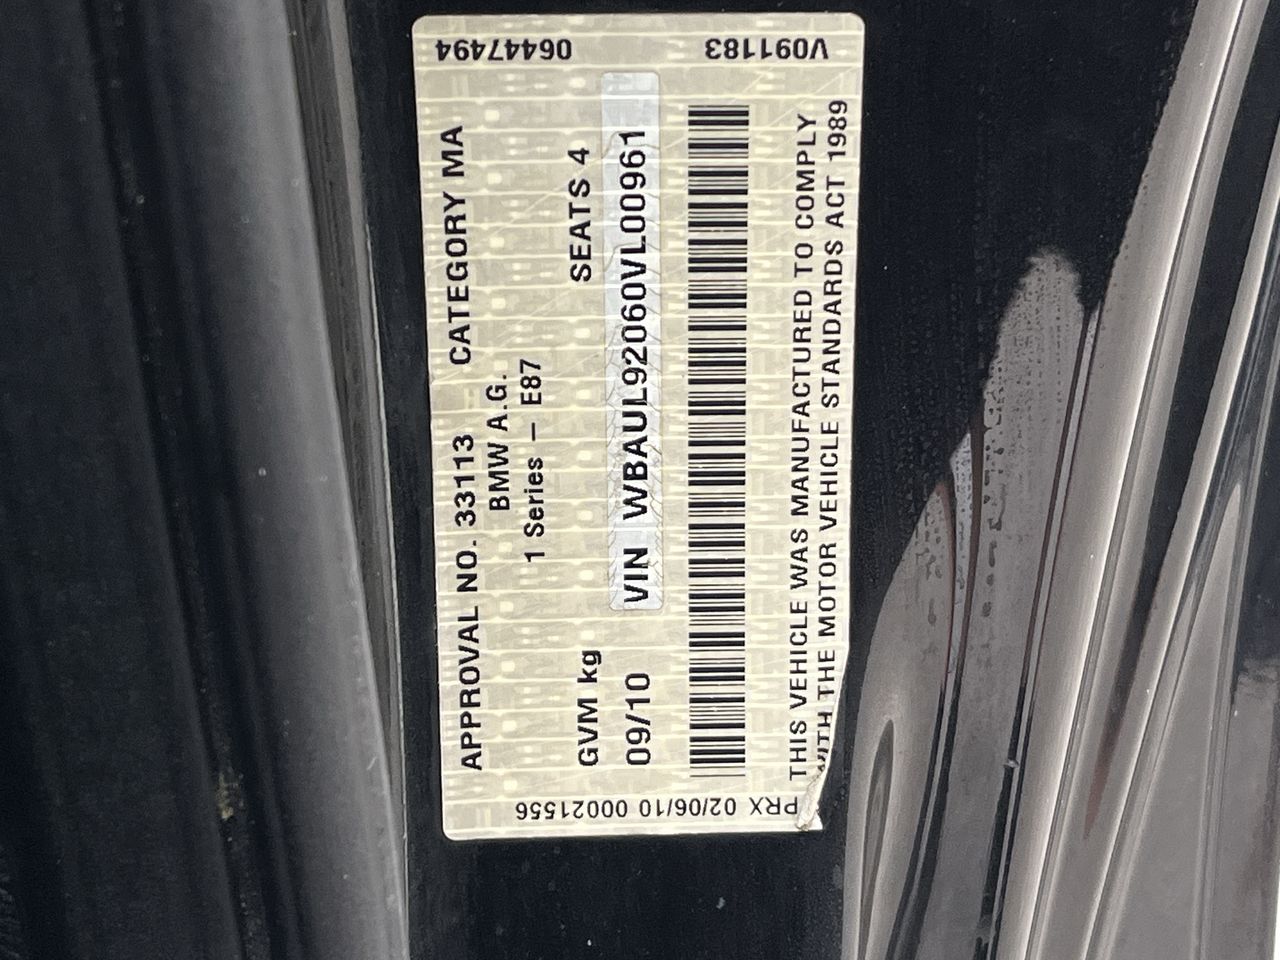 06447494
V091183
APPROVAL NO. 33113 CATEGORY MA
BMW A.G.
1 Series – E87
GVM kg SEATS 4
09/10 VIN WBAUL92060VL00961
THIS VEHICLE WAS MANUFACTURED TO COMPLY
WITH THE MOTOR VEHICLE STANDARDS ACT 1989
PRX 02/06/10 00021556